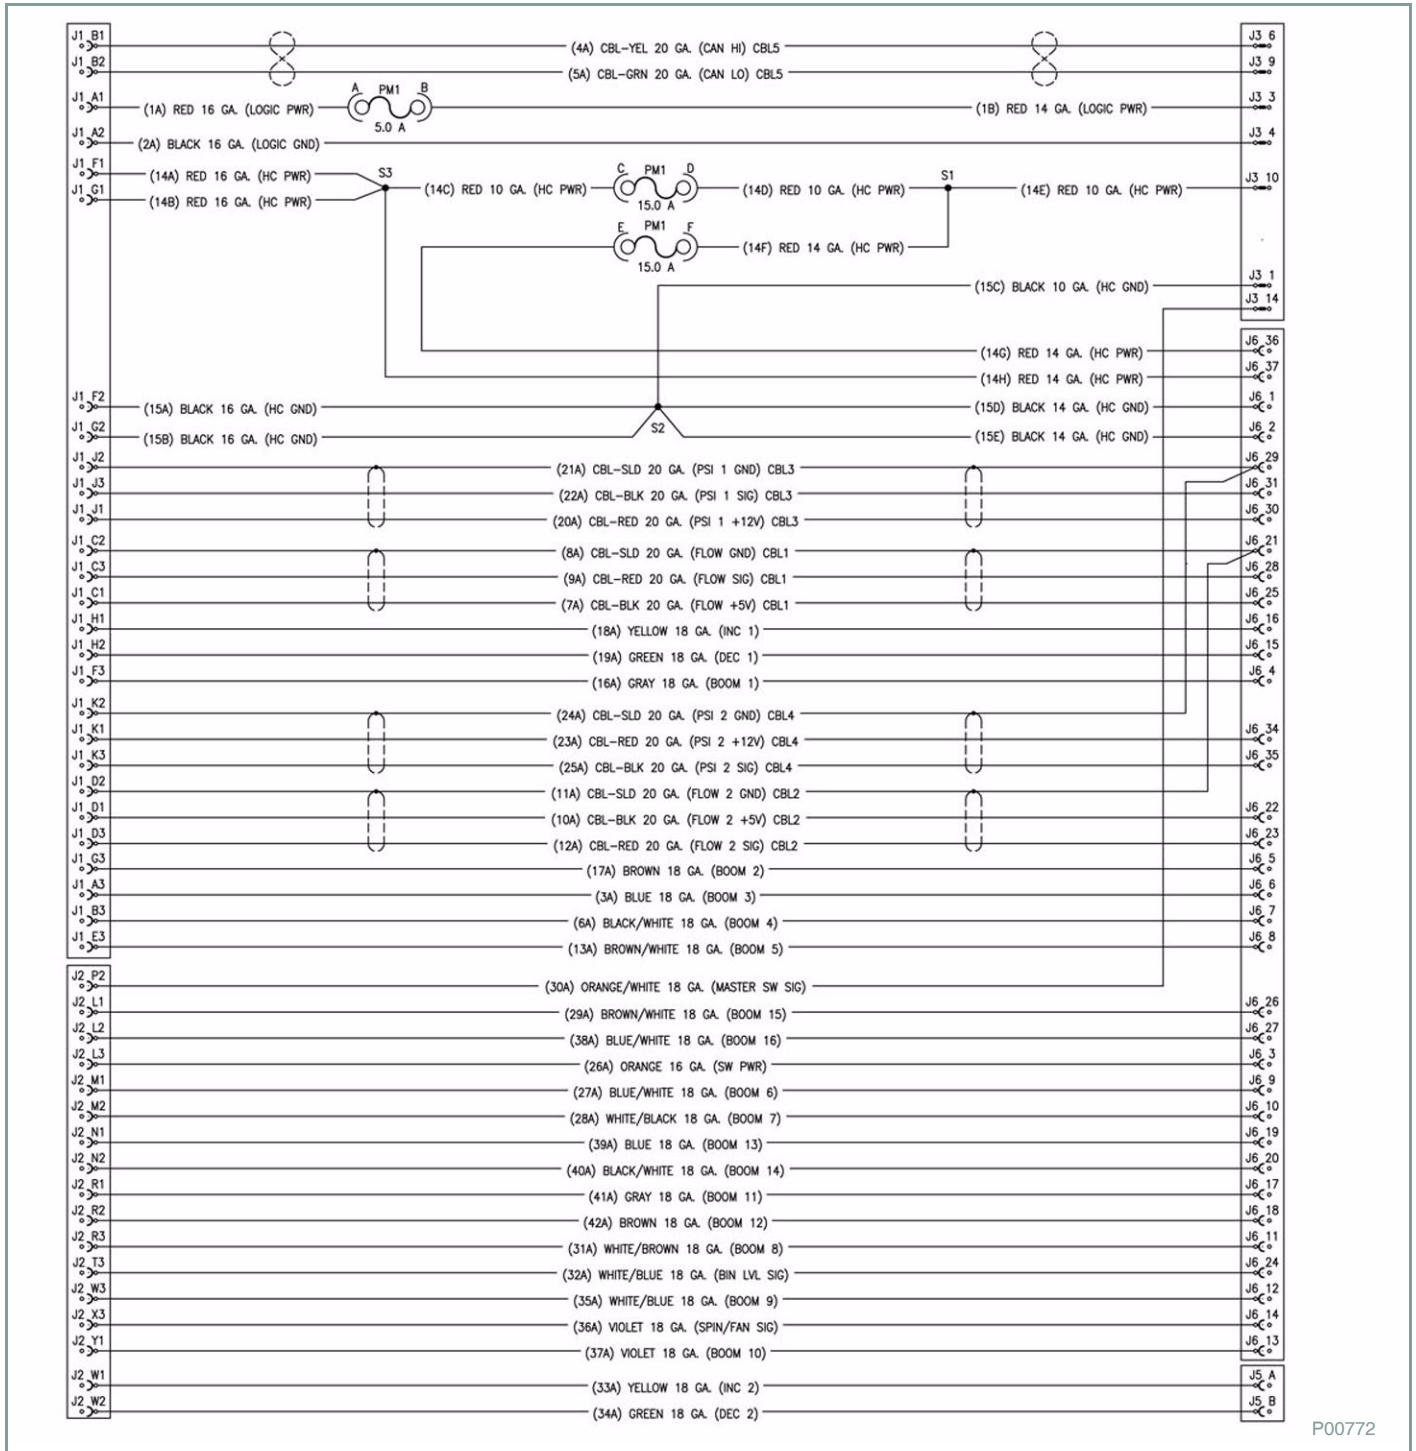 J1 B1 (4A) CBL-YEL 20 GA. (CAN HI) CBL5 J3 6
J1 B2 (5A) CBL-GRN 20 GA. (CAN LO) CBL5 J3 9
A PM1 B
J1 A1 (1A) RED 16 GA. (LOGIC PWR) (1B) RED 14 GA. (LOGIC PWR) J3 3
5.0 A
J1 A2 (2A) BLACK 16 GA. (LOGIC GND) J3 4
J1 F1 (14A) RED 16 GA. (HC PWR) S3 C PM1 D S1
(14C) RED 10 GA. (HC PWR) (14D) RED 10 GA. (HC PWR) (14E) RED 10 GA. (HC PWR) J3 10
J1 G1 (14B) RED 16 GA. (HC PWR) 15.0 A
E PM1 F
(14F) RED 14 GA. (HC PWR)
15.0 A
(15C) BLACK 10 GA. (HC GND) J3 1
J3 14
(14G) RED 14 GA. (HC PWR) J6 36
(14H) RED 14 GA. (HC PWR) J6 37
J1 F2 (15A) BLACK 16 GA. (HC GND) (15D) BLACK 14 GA. (HC GND) J6 1
S2
J1 G2 (15B) BLACK 16 GA. (HC GND) (15E) BLACK 14 GA. (HC GND) J6 2
J1 J2 (21A) CBL-SLD 20 GA. (PSI 1 GND) CBL3 J6 29
J1 J3 (22A) CBL-BLK 20 GA. (PSI 1 SIG) CBL3 J6 31
J1 J1 (20A) CBL-RED 20 GA. (PSI 1 +12V) CBL3 J6 30
J1 C2 (8A) CBL-SLD 20 GA. (FLOW GND) CBL1 J6 21
J1 C3 (9A) CBL-RED 20 GA. (FLOW SIG) CBL1 J6 28
J1 C1 (7A) CBL-BLK 20 GA. (FLOW +5V) CBL1 J6 25
J1 H1 (18A) YELLOW 18 GA. (INC 1) J6 16
J1 H2 (19A) GREEN 18 GA. (DEC 1) J6 15
J1 F3 (16A) GRAY 18 GA. (BOOM 1) J6 4
J1 K2 (24A) CBL-SLD 20 GA. (PSI 2 GND) CBL4
J1 K1 (23A) CBL-RED 20 GA. (PSI 2 +12V) CBL4 J6 34
J1 K3 (25A) CBL-BLK 20 GA. (PSI 2 SIG) CBL4 J6 35
J1 D2 (11A) CBL-SLD 20 GA. (FLOW 2 GND) CBL2
J1 D1 (10A) CBL-BLK 20 GA. (FLOW 2 +5V) CBL2 J6 22
J1 D3 (12A) CBL-RED 20 GA. (FLOW 2 SIG) CBL2 J6 23
J1 G3 (17A) BROWN 18 GA. (BOOM 2) J6 5
J1 A3 (3A) BLUE 18 GA. (BOOM 3) J6 6
J1 B3 (6A) BLACK/WHITE 18 GA. (BOOM 4) J6 7
J1 E3 (13A) BROWN/WHITE 18 GA. (BOOM 5) J6 8
J2 P2 (30A) ORANGE/WHITE 18 GA. (MASTER SW SIG)
J2 L1 (29A) BROWN/WHITE 18 GA. (BOOM 15) J6 26
J2 L2 (38A) BLUE/WHITE 18 GA. (BOOM 16) J6 27
J2 L3 (26A) ORANGE 16 GA. (SW PWR) J6 3
J2 M1 (27A) BLUE/WHITE 18 GA. (BOOM 6) J6 9
J2 M2 (28A) WHITE/BLACK 18 GA. (BOOM 7) J6 10
J2 N1 (39A) BLUE 18 GA. (BOOM 13) J6 19
J2 N2 (40A) BLACK/WHITE 18 GA. (BOOM 14) J6 20
J2 R1 (41A) GRAY 18 GA. (BOOM 11) J6 17
J2 R2 (42A) BROWN 18 GA. (BOOM 12) J6 18
J2 R3 (31A) WHITE/BROWN 18 GA. (BOOM 8) J6 11
J2 T3 (32A) WHITE/BLUE 18 GA. (BIN LVL SIG) J6 24
J2 W3 (35A) WHITE/BLUE 18 GA. (BOOM 9) J6 12
J2 X3 (36A) VIOLET 18 GA. (SPIN/FAN SIG) J6 14
J2 Y1 (37A) VIOLET 18 GA. (BOOM 10) J6 13
J2 W1 (33A) YELLOW 18 GA. (INC 2) J5 A
J2 W2 (34A) GREEN 18 GA. (DEC 2) J5 B
P00772